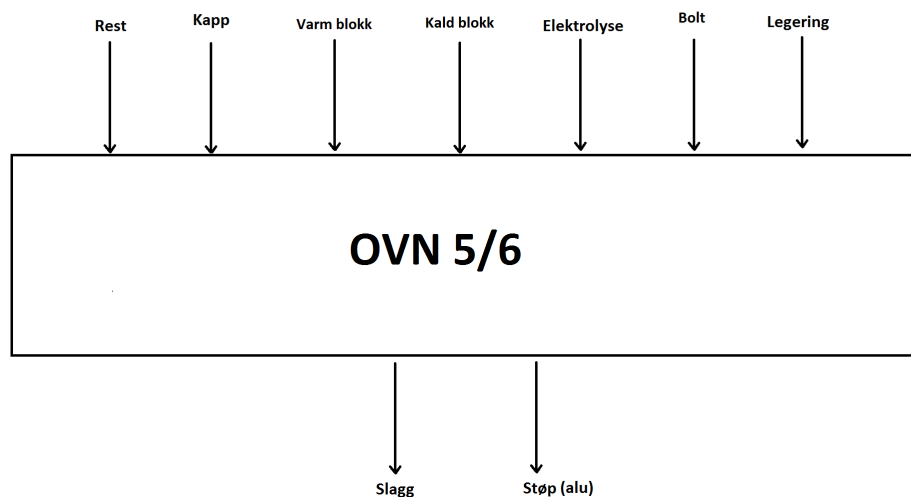 Rest
Kapp
Varm blokk
Kald blokk
Elektrolyse
Bolt
Legering
OVN 5/6
Slagg
Støp (alu)